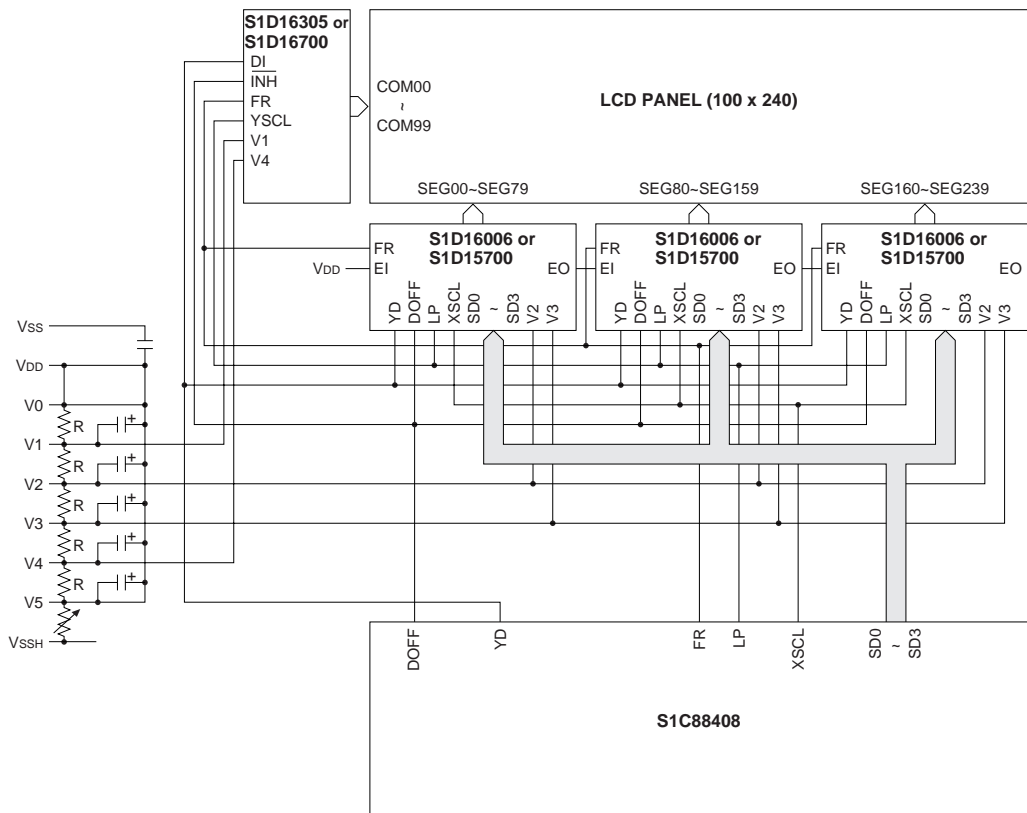 S1D16305 or
S1D16700
DI
INH
FR
YSCL
V1
V4
COM00
~
COM99
LCD PANEL (100 x 240)
SEG00~SEG79
SEG80~SEG159
SEG160~SEG239
S1D16006 or
S1D15700
FR
VDD
EI
EO
YD
DOFF
LP
XSCL
SD0
~
SD3
V2
V3
S1D16006 or
S1D15700
FR
EI
EO
YD
DOFF
LP
XSCL
SD0
~
SD3
V2
V3
S1D16006 or
S1D15700
FR
EI
EO
YD
DOFF
LP
XSCL
SD0
~
SD3
V2
V3
VSS
VDD
V0
R
+
V1
R
+
V2
R
+
V3
R
+
V4
R
+
V5
VSSH
DOFF
YD
FR
LP
XSCL
SD0
~
SD3
S1C88408